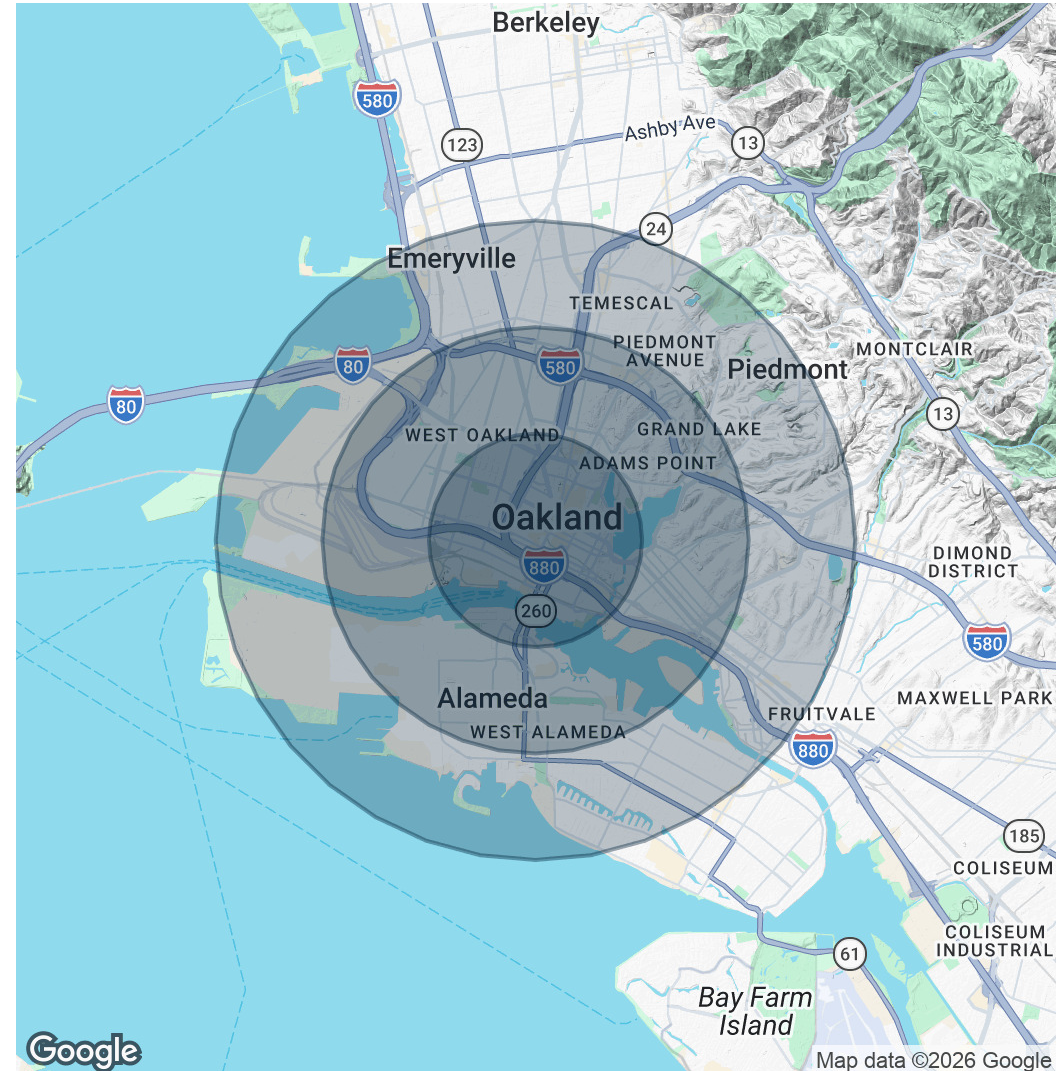 Berkeley
580
123
Ashby Ave
13
24
Emeryville
TEMESCAL
PIEDMONT
AVENUE
80
580
Piedmont
MONTCLAIR
80
13
WEST OAKLAND
GRAND LAKE
ADAMS POINT
Oakland
880
DIMOND
DISTRICT
260
580
Alameda
MAXWELL PARK
FRUITVALE
WEST ALAMEDA
880
185
COLISEUM
COLISEUM
INDUSTRIAL
61
Bay Farm
Island
Google
Map data ©2026 Google